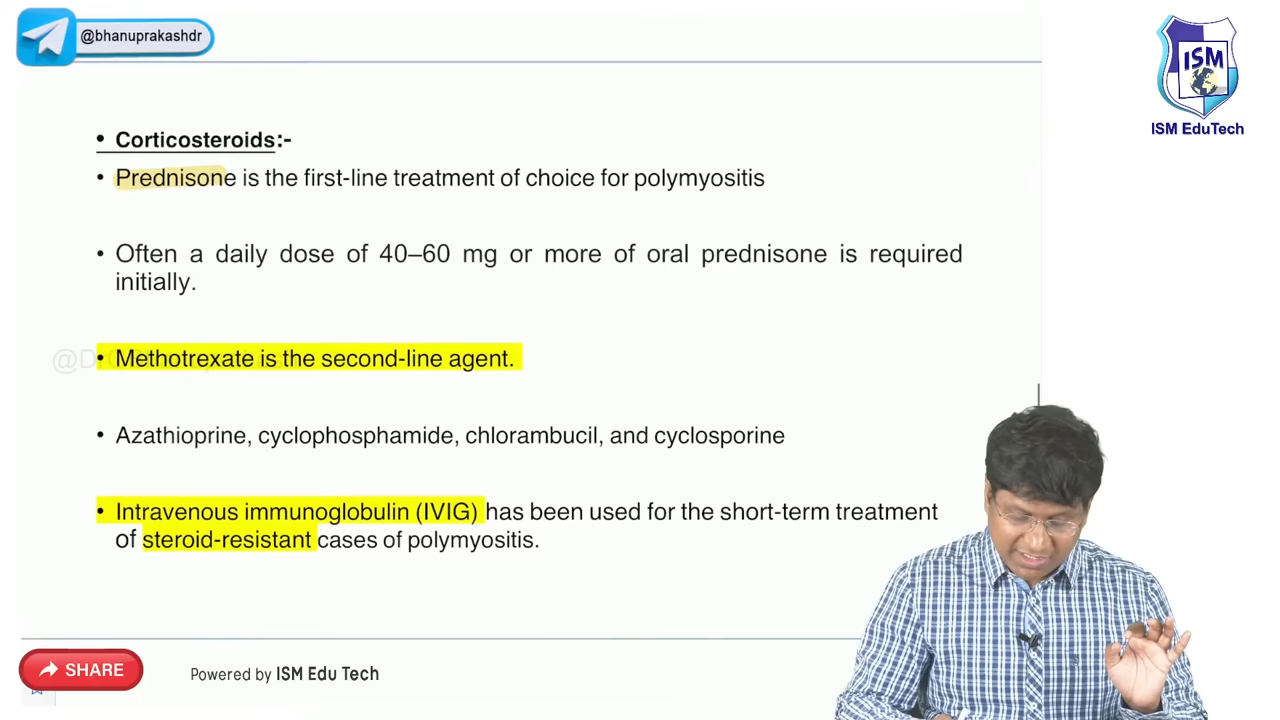 @bhanuprakashdr
ISM
ISM EduTech
• Corticosteroids:-
• Prednisone is the first-line treatment of choice for polymyositis
• Often a daily dose of 40–60 mg or more of oral prednisone is required
initially.
• Methotrexate is the second-line agent.
• Azathioprine, cyclophosphamide, chlorambucil, and cyclosporine
• Intravenous immunoglobulin (IVIG) has been used for the short-term treatment
of steroid-resistant cases of polymyositis.
SHARE
Powered by ISM Edu Tech